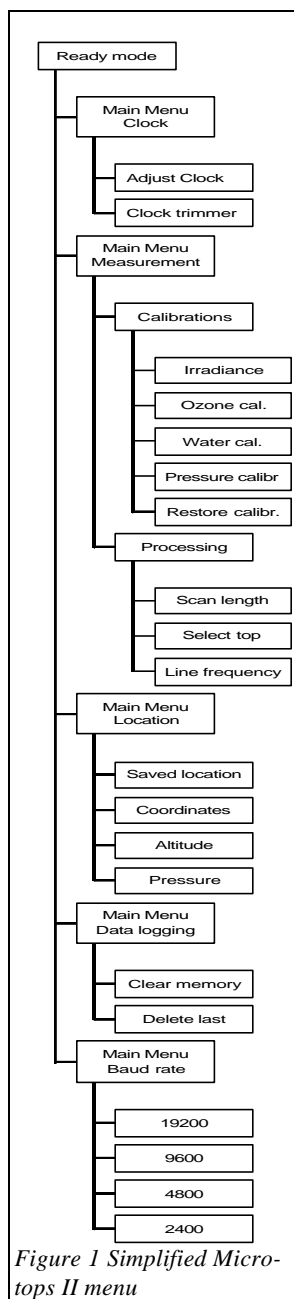 Ready mode
Main Menu
Clock
Adjust Clock
Clock trimmer
Main Menu
Measurement
Calibrations
Irradiance
Ozone cal.
Water cal.
Pressure calibr
Restore calibr.
Processing
Scan length
Select top
Line frequency
Main Menu
Location
Saved location
Coordinates
Altitude
Pressure
Main Menu
Data logging
Clear memory
Delete last
Main Menu
Baud rate
19200
9600
4800
2400
Figure 1 Simplified Micro-
tops II menu